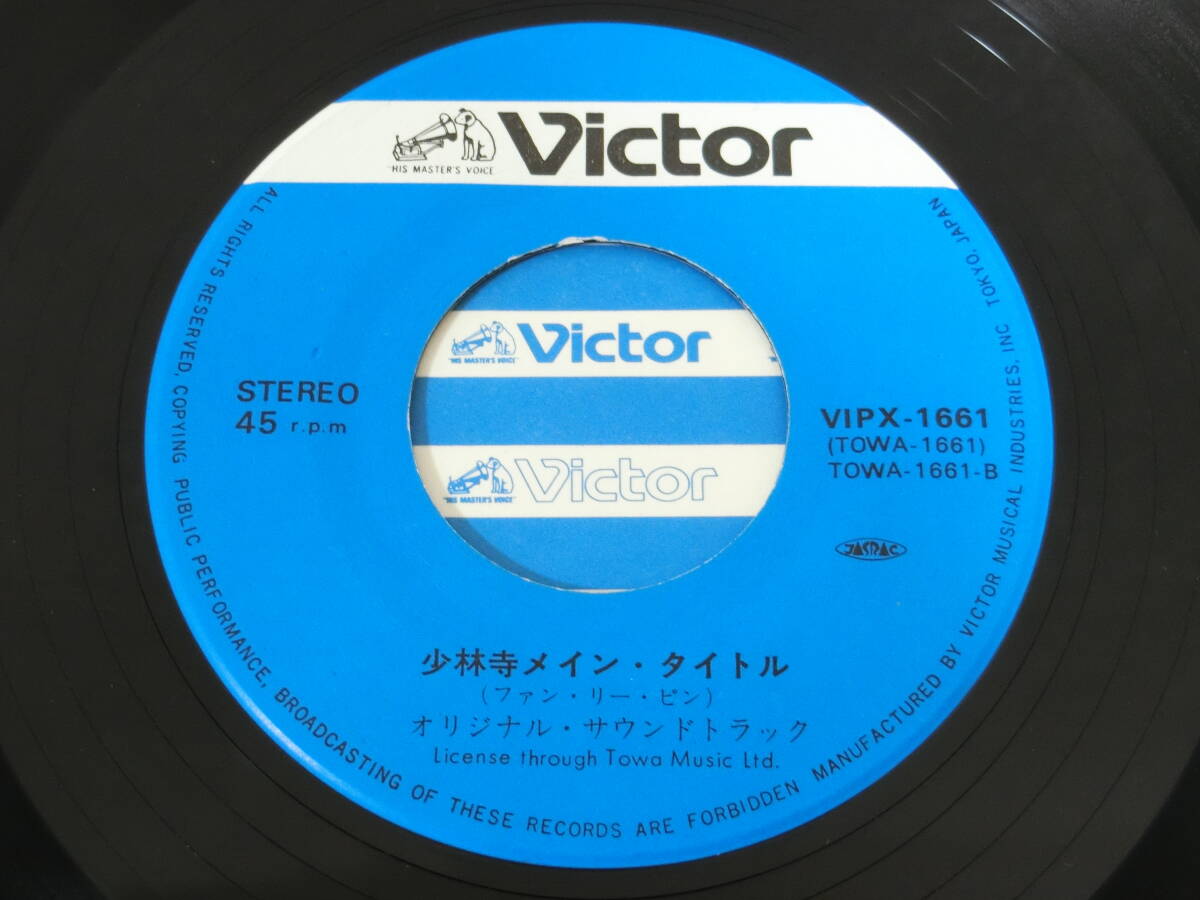 Victor
"HIS MASTER'S VOICE"
Victor
"HIS MASTER'S VOICE"
Victor
"HIS MASTER'S VOICE"
STEREO
45 r.p.m
VIPX-1661
(TOWA-1661)
TOWA-1661-B
JASRAC
少林寺メイン・タイトル
(ファン・リー・ピン)
オリジナル・サウンドトラック
License through Towa Music Ltd.
ALL RIGHTS RESERVED, COPYING PUBLIC PERFORMANCE, BROADCASTING OF THESE RECORDS ARE FORBIDDEN MANUFACTURED BY VICTOR MUSICAL INDUSTRIES, INC TOKYO, JAPAN